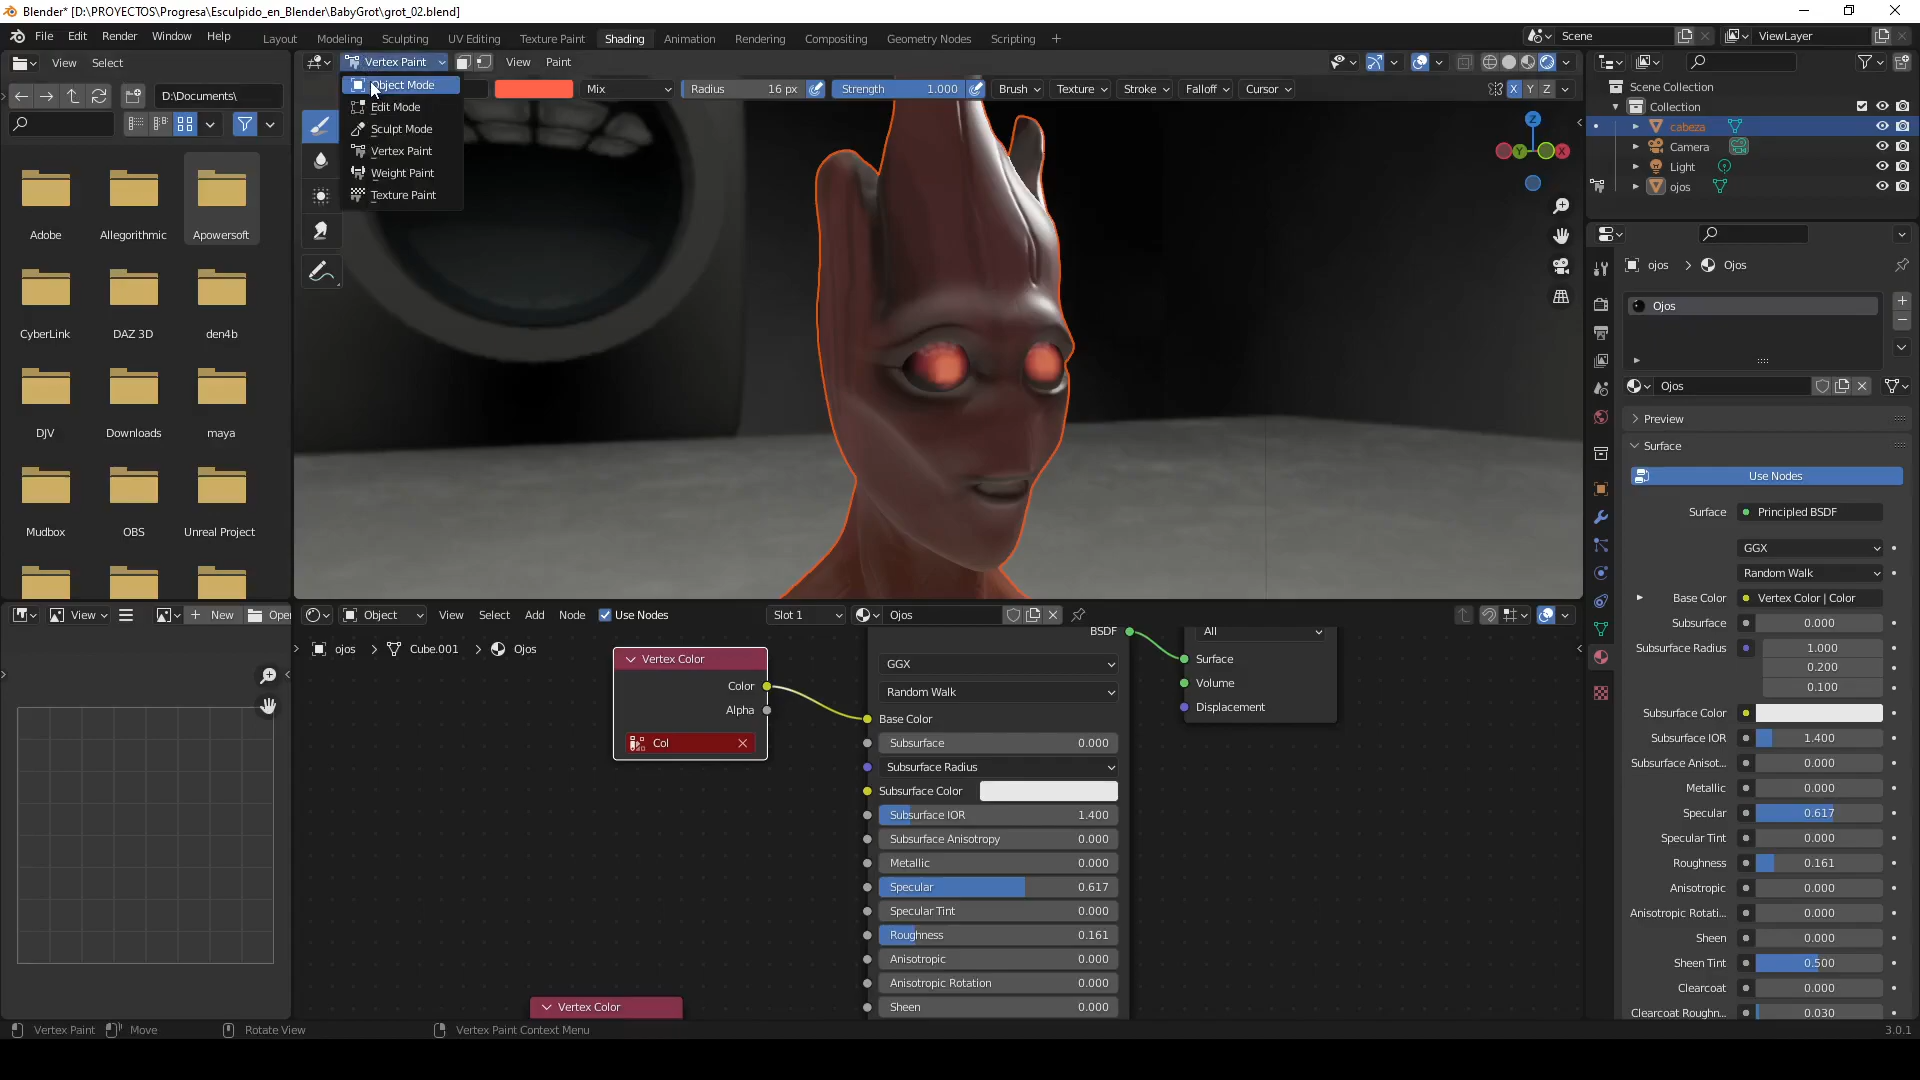 Blender* [D:\PROYECTOS\Progresa\Esculpido_en_Blender\BabyGrot\grot_02.blend]
File Edit Render Window Help Layout Modeling Sculpting UV Editing Texture Paint Shading Animation Rendering Compositing Geometry Nodes Scripting + Scene ViewLayer
View Select
D:\Documents\
Adobe Allegorithmic Apowersoft
CyberLink DAZ 3D den4b
DJV Downloads maya
Mudbox OBS Unreal Project
Vertex Paint View Paint
Object Mode
Edit Mode
Sculpt Mode
Vertex Paint
Weight Paint
Texture Paint
Mix Radius 16 px Strength 1.000 Brush Texture Stroke Falloff Cursor X Y Z
Z
Y X
Scene Collection
Collection
cabeza
Camera
Light
ojos
ojos > Ojos
Ojos
Ojos
Preview
Surface
Use Nodes
Surface Principled BSDF
GGX
Random Walk
Base Color Vertex Color | Color
Subsurface 0.000
Subsurface Radius 1.000
0.200
0.100
Subsurface Color
Subsurface IOR 1.400
Subsurface Anisot... 0.000
Metallic 0.000
Specular 0.617
Specular Tint 0.000
Roughness 0.161
Anisotropic 0.000
Anisotropic Rotati... 0.000
Sheen 0.000
Sheen Tint 0.500
Clearcoat 0.000
Clearcoat Roughn... 0.030
View + New Open
Object View Select Add Node Use Nodes Slot 1 Ojos
ojos > Cube.001 > Ojos
Vertex Color
Color
Alpha
Col
BSDF
GGX
Random Walk
Base Color
Subsurface 0.000
Subsurface Radius
Subsurface Color
Subsurface IOR 1.400
Subsurface Anisotropy 0.000
Metallic 0.000
Specular 0.617
Specular Tint 0.000
Roughness 0.161
Anisotropic 0.000
Anisotropic Rotation 0.000
Sheen 0.000
All
Surface
Volume
Displacement
Vertex Color
Vertex Paint Move Rotate View Vertex Paint Context Menu 3.0.1